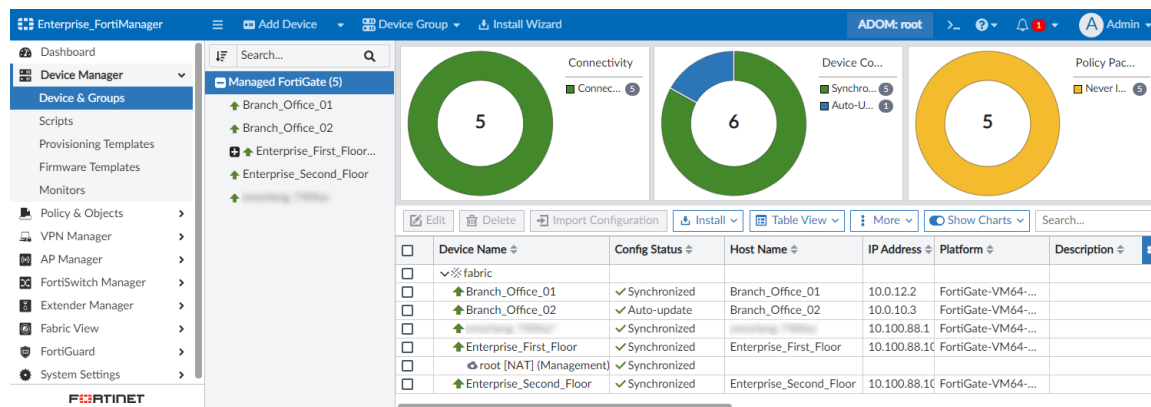 Enterprise_FortiManager
Add Device
Device Group
Install Wizard
ADOM: root
>_
?
1
A Admin
Dashboard
Device Manager
Device & Groups
Scripts
Provisioning Templates
Firmware Templates
Monitors
Policy & Objects
VPN Manager
AP Manager
FortiSwitch Manager
Extender Manager
Fabric View
FortiGuard
System Settings
FORTINET
Search...
Managed FortiGate (5)
Branch_Office_01
Branch_Office_02
Enterprise_First_Floor...
Enterprise_Second_Floor
5
Connectivity
Connec... 5
6
Device Co...
Synchro... 5
Auto-U... 1
5
Policy Pac...
Never I... 5
Edit Delete Import Configuration Install Table View More Show Charts Search...
Device Name Config Status Host Name IP Address Platform Description
fabric
Branch_Office_01 Synchronized Branch_Office_01 10.0.12.2 FortiGate-VM64-...
Branch_Office_02 Auto-update Branch_Office_02 10.0.10.3 FortiGate-VM64-...
Synchronized 10.100.88.1 FortiGate-VM64-...
Enterprise_First_Floor Synchronized Enterprise_First_Floor 10.100.88.10 FortiGate-VM64-...
root [NAT] (Management) Synchronized
Enterprise_Second_Floor Synchronized Enterprise_Second_Floor 10.100.88.10 FortiGate-VM64-...